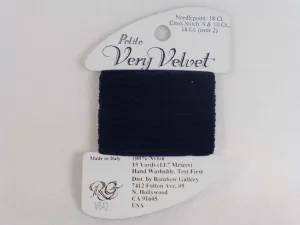 Needlepoint: 18 Ct.
Cross Stitch: 9 & 10 Ct.,
18 Ct. (over 2)
Petite
Very Velvet
Made in Italy
100% Nylon
15 Yards (13.7 Meters)
Hand Washable, Test First
Dist. by Rainbow Gallery
7412 Fulton Ave. #5
N. Hollywood
CA 91605
USA
RG